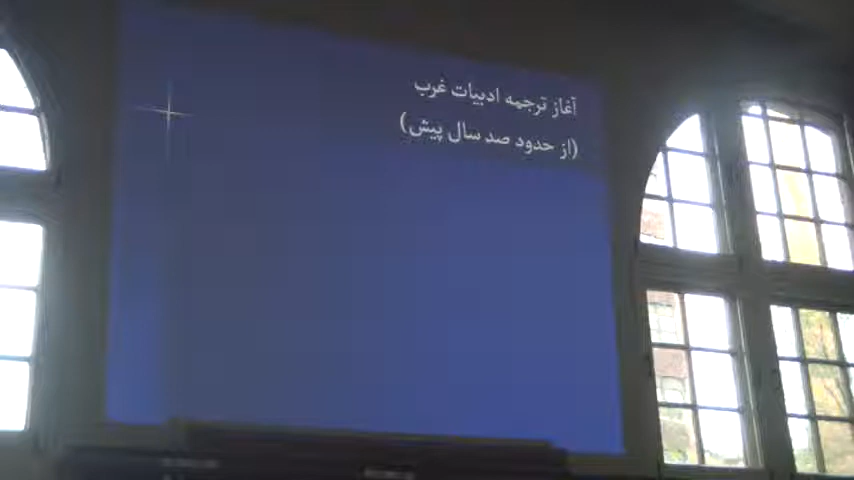 آغاز ترجمه ادبیات غرب
(از حدود صد سال پیش)